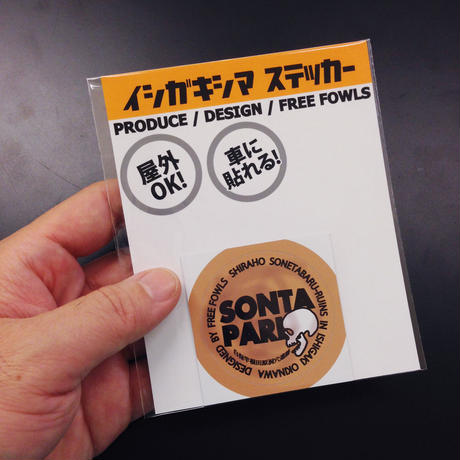 イシガキシマ ステッカー
PRODUCE / DESIGN / FREE FOWLS
屋外
OK!
車に
貼れる!
DESIGNED BY FREE FOWLS SHIRAHO SONETABARU-RUINS IN ISHIGAKI OKINAWA
SONTA
PARK